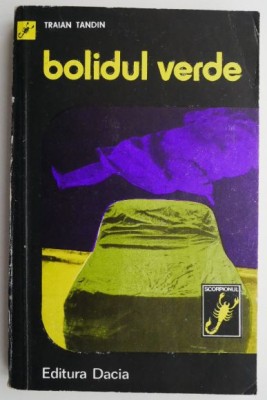 TRAIAN TANDIN
bolidul verde
SCORPIONUL
Editura Dacia